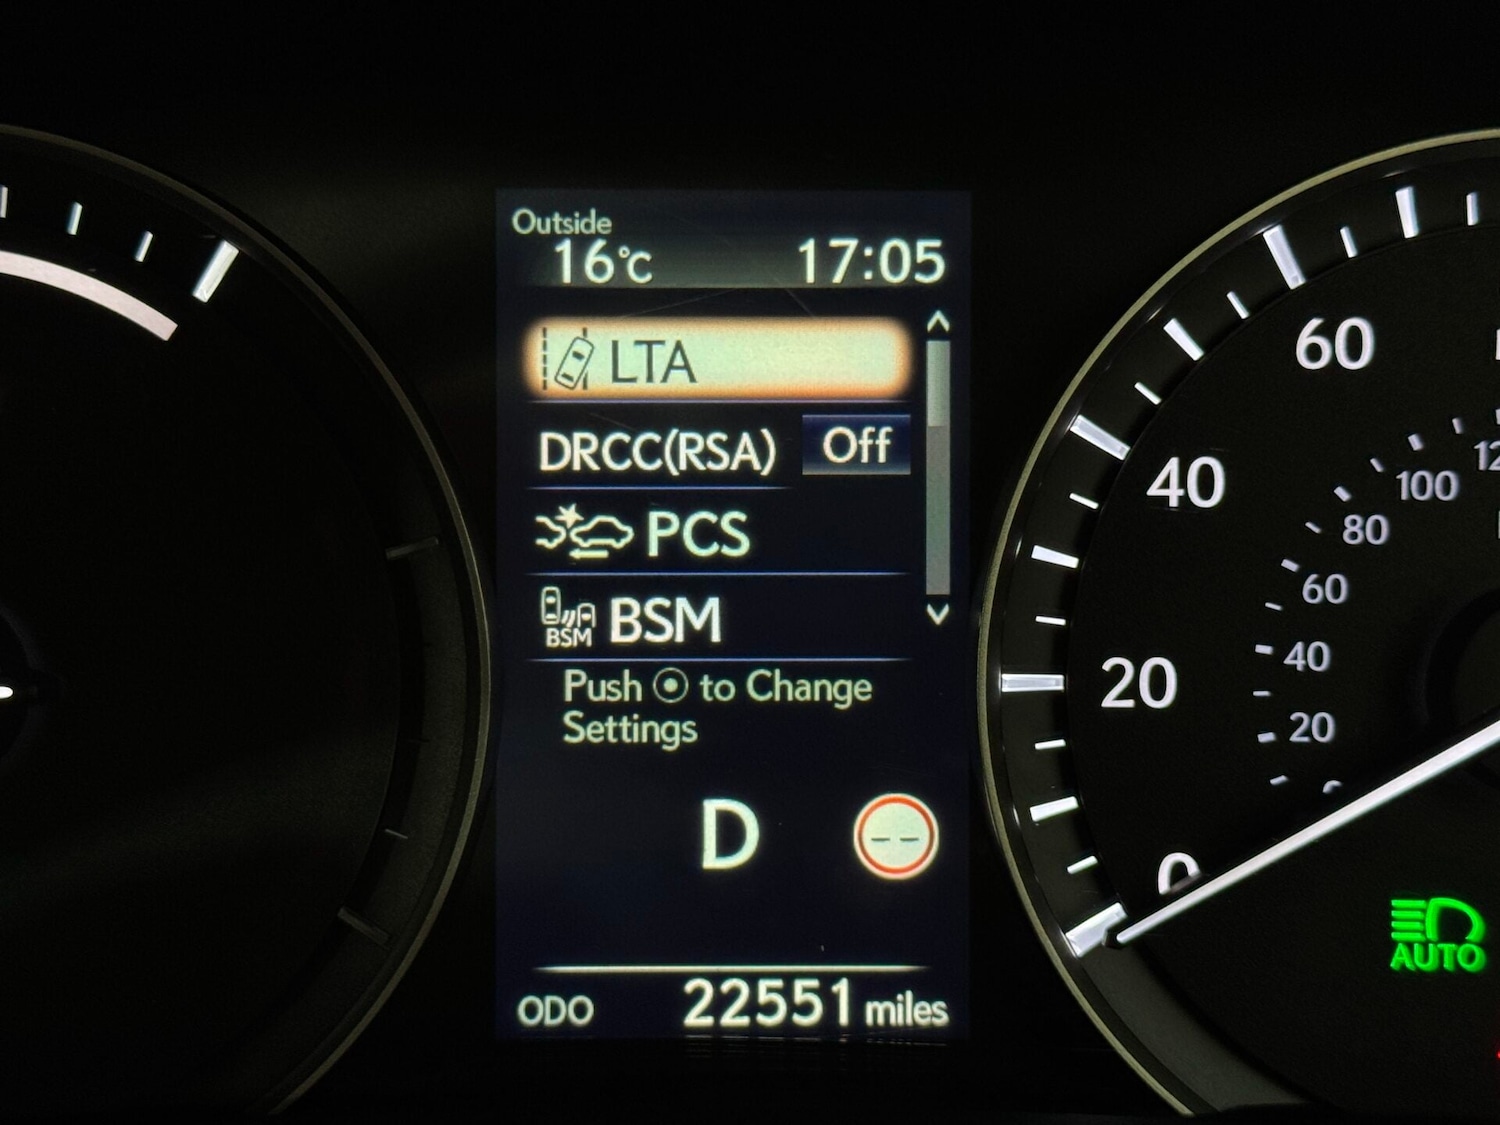 Outside
16°C 17:05
LTA
DRCC(RSA) Off
PCS
BSM BSM
Push to Change
Settings
D --
ODO 22551 miles
60
40
20
0
100
80
60
40
20
AUTO